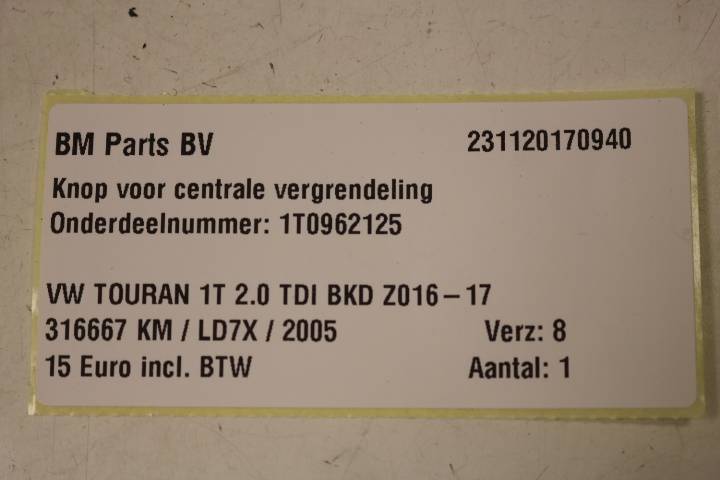 BM Parts BV 231120170940
Knop voor centrale vergrendeling
Onderdeelnummer: 1T0962125
VW TOURAN 1T 2.0 TDI BKD Z016-17
316667 KM / LD7X / 2005 Verz: 8
15 Euro incl. BTW Aantal: 1